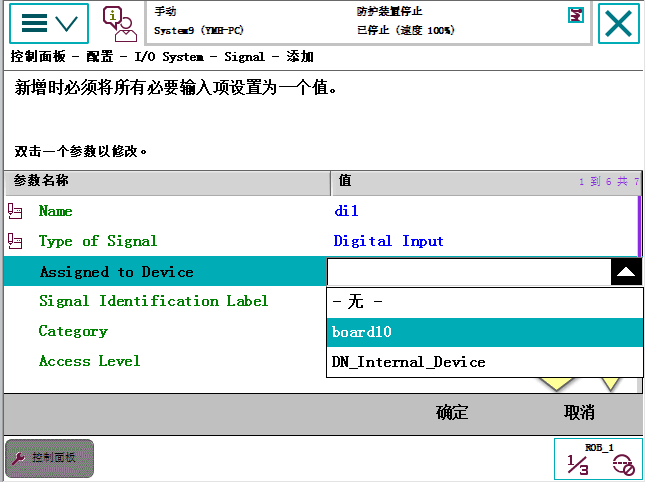 手动
防护装置停止
System9 (YMH-PC)
已停止 (速度 100%)
控制面板 - 配置 - I/O System - Signal - 添加
新增时必须将所有必要输入项设置为一个值。
双击一个参数以修改。
参数名称
值
1 到 6 共 7
Name
di1
Type of Signal
Digital Input
Assigned to Device
Signal Identification Label
- 无 -
Category
board10
Access Level
DN_Internal_Device
确定
取消
控制面板
ROB_1
1/3